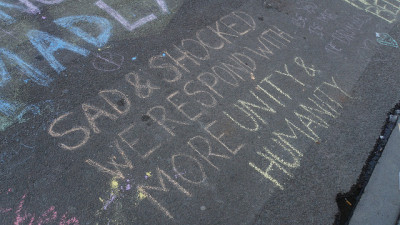 SAD & SHOCKED
WE RESPOND WITH
MORE UNITY &
HUMANITY